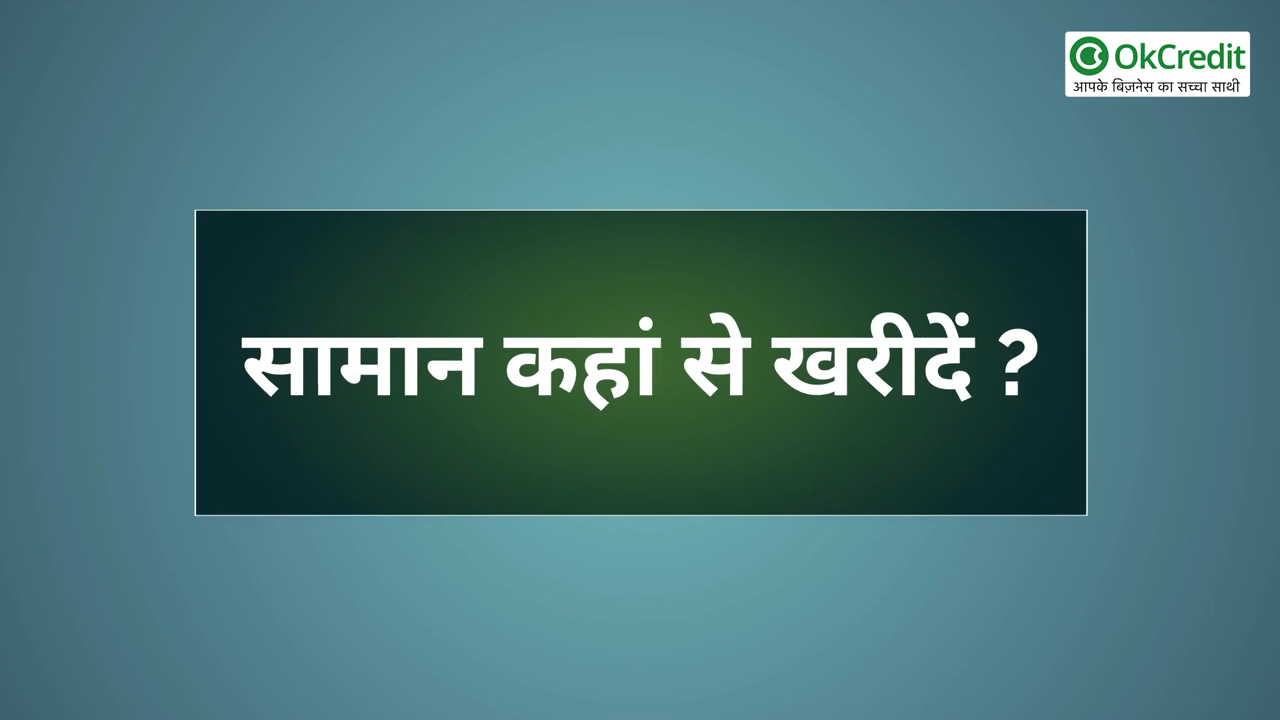 OkCredit
आपके बिज़नेस का सच्चा साथी
सामान कहां से खरीदें ?